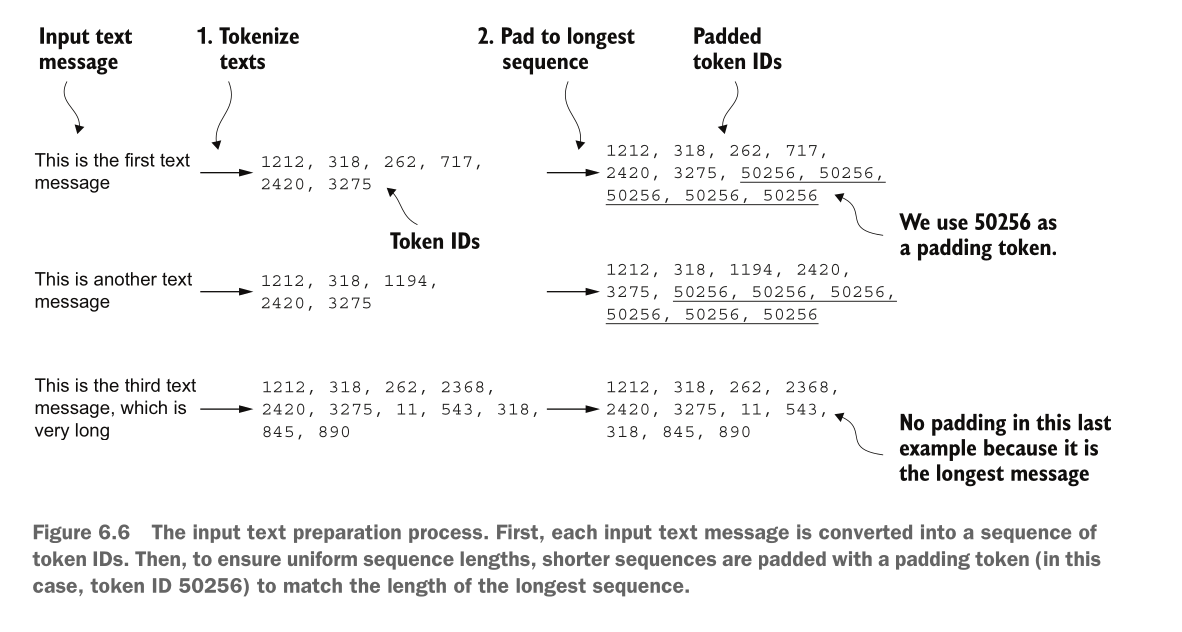 Input text
message
1. Tokenize
texts
2. Pad to longest
sequence
Padded
token IDs
This is the first text
message
1212, 318, 262, 717,
2420, 3275
Token IDs
1212, 318, 262, 717,
2420, 3275, 50256, 50256,
50256, 50256, 50256
We use 50256 as
a padding token.
This is another text
message
1212, 318, 1194,
2420, 3275
1212, 318, 1194, 2420,
3275, 50256, 50256, 50256,
50256, 50256, 50256
This is the third text
message, which is
very long
1212, 318, 262, 2368,
2420, 3275, 11, 543, 318,
845, 890
1212, 318, 262, 2368,
2420, 3275, 11, 543,
318, 845, 890
No padding in this last
example because it is
the longest message
Figure 6.6 The input text preparation process. First, each input text message is converted into a sequence of
token IDs. Then, to ensure uniform sequence lengths, shorter sequences are padded with a padding token (in this
case, token ID 50256) to match the length of the longest sequence.